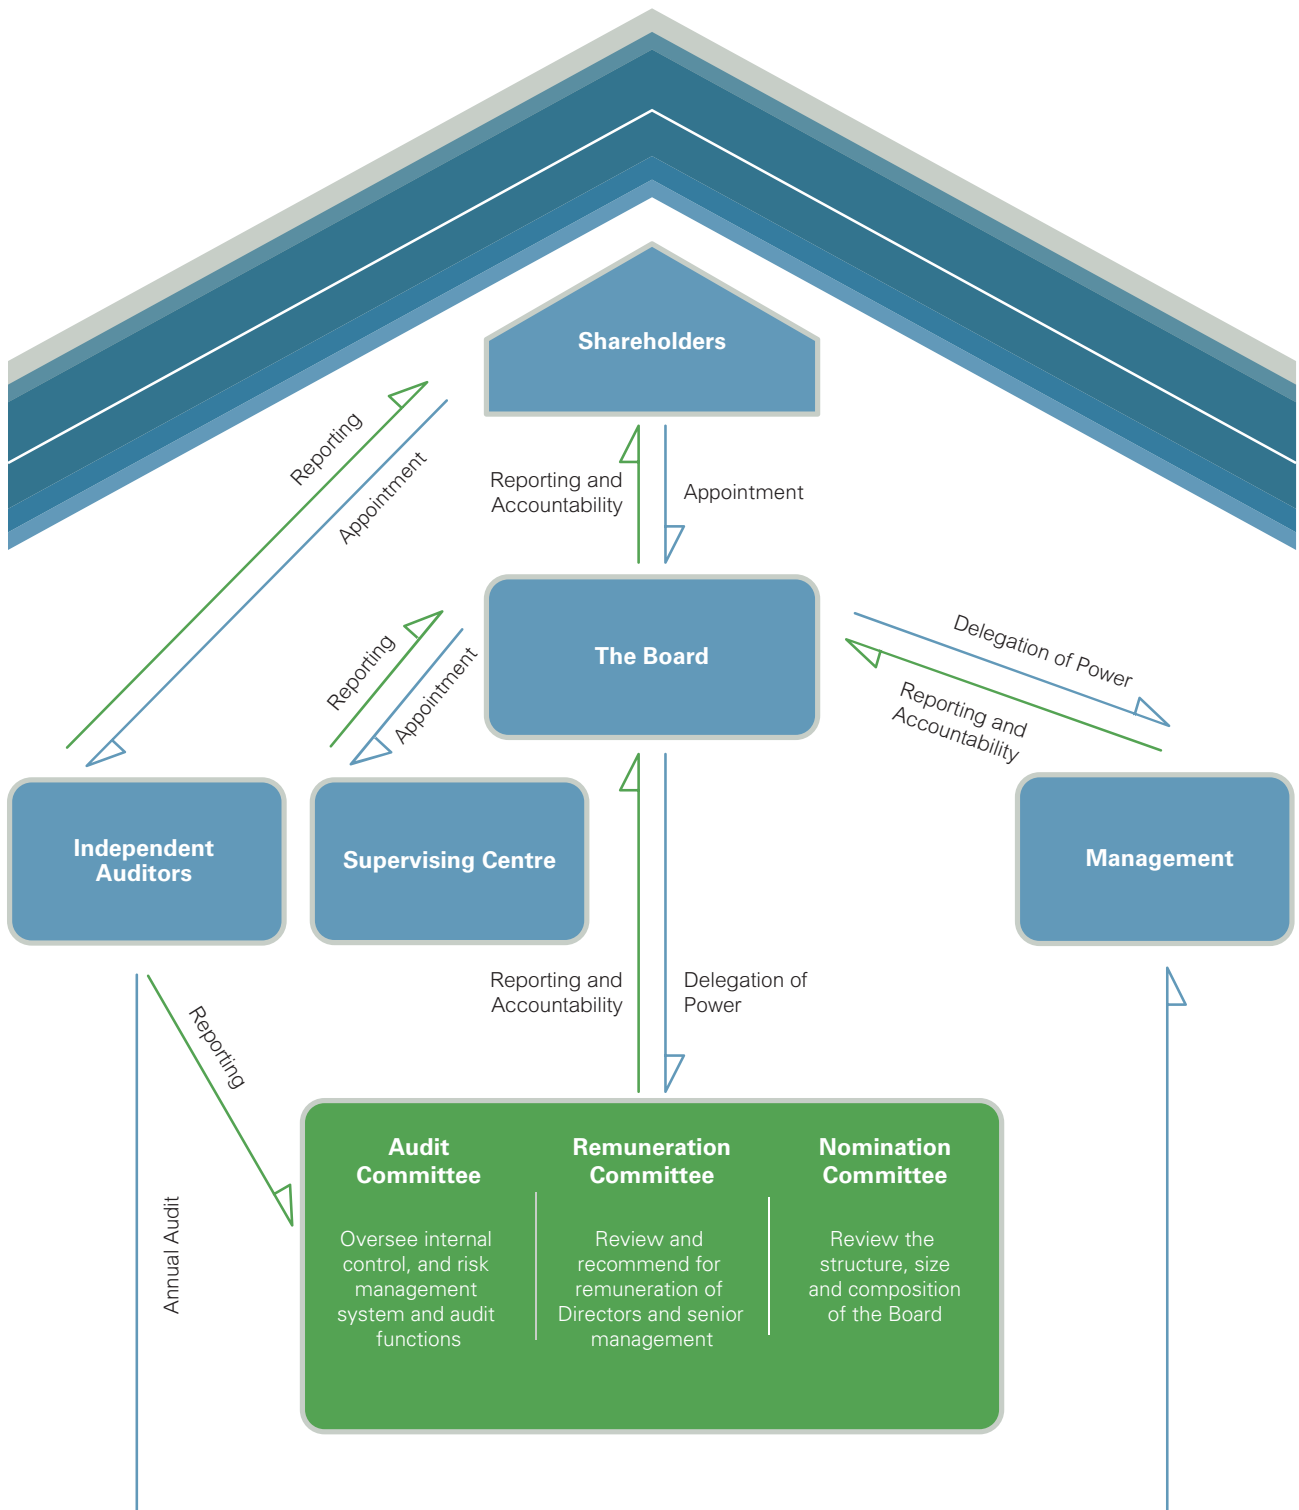 Shareholders
Reporting
Appointment
Reporting and
Accountability
Appointment
The Board
Reporting
Appointment
Delegation of Power
Reporting and
Accountability
Independent
Auditors
Supervising Centre
Management
Reporting and
Accountability
Delegation of
Power
Reporting
Annual Audit
Audit
Committee
Oversee internal
control, and risk
management
system and audit
functions
Remuneration
Committee
Review and
recommend for
remuneration of
Directors and senior
management
Nomination
Committee
Review the
structure, size
and composition
of the Board